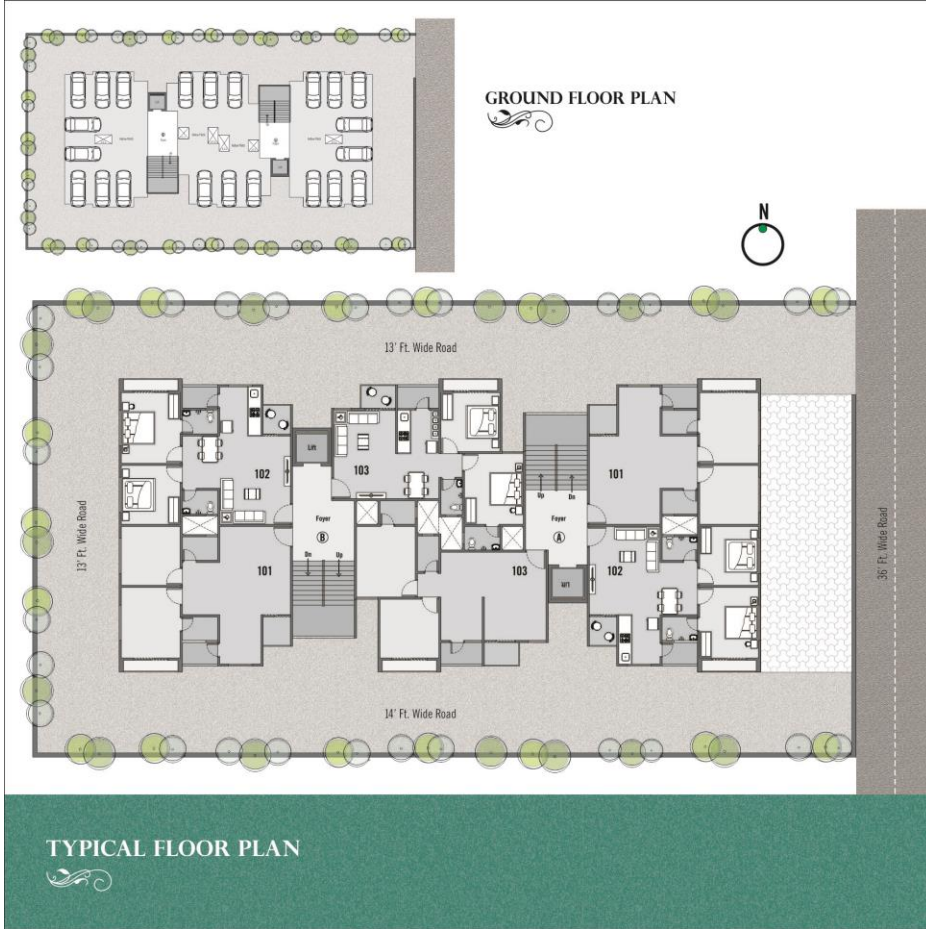 GROUND FLOOR PLAN
N
13' Ft. Wide Road
102
Lift
103
101
Up
Dn
Foyer
B
Foyer
A
13' Ft. Wide Road
36' Ft. Wide Road
Dn
Up
101
103
Lift
102
14' Ft. Wide Road
TYPICAL FLOOR PLAN